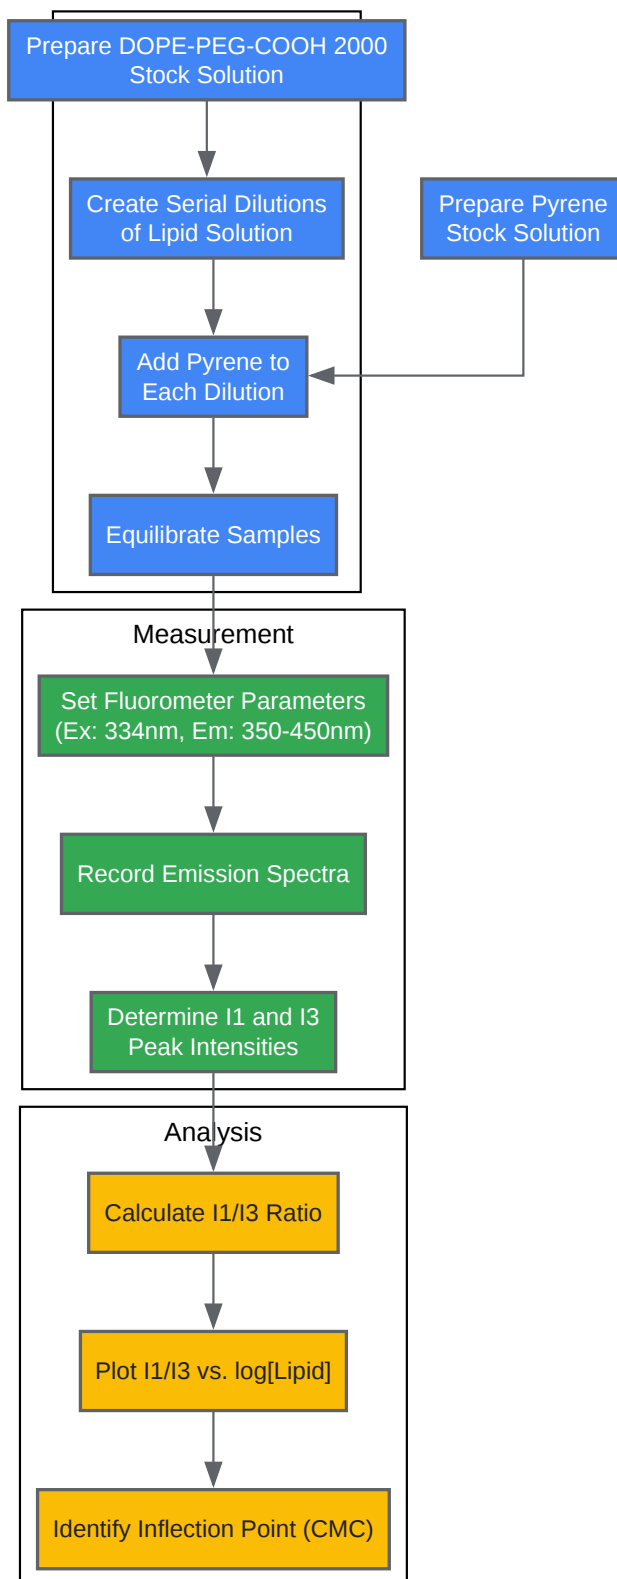 Prepare DOPE-PEG-COOH 2000
Stock Solution
Create Serial Dilutions
of Lipid Solution
Prepare Pyrene
Stock Solution
Add Pyrene to
Each Dilution
Equilibrate Samples
Measurement
Set Fluorometer Parameters
(Ex: 334nm, Em: 350-450nm)
Record Emission Spectra
Determine I1 and I3
Peak Intensities
Analysis
Calculate I1/I3 Ratio
Plot I1/I3 vs. log[Lipid]
Identify Inflection Point (CMC)